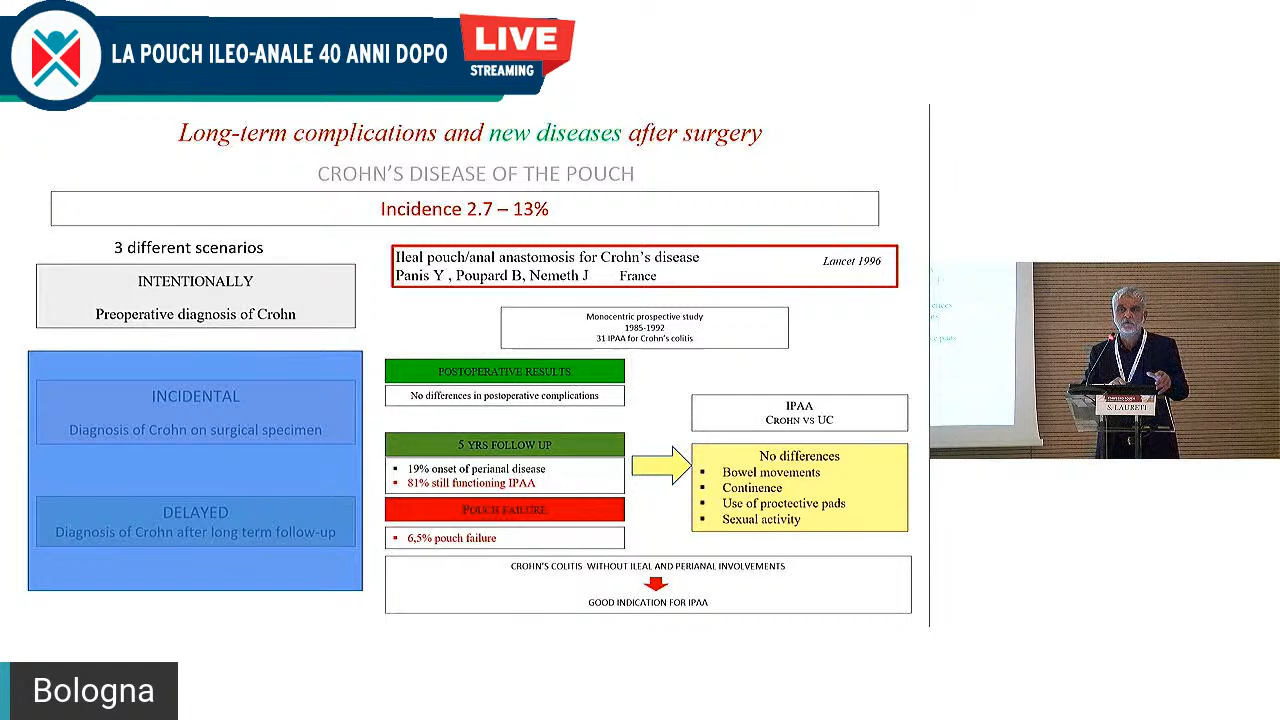 LA POUCH ILEO-ANALE 40 ANNI DOPO
LIVE
STREAMING
Long-term complications and new diseases after surgery
CROHN'S DISEASE OF THE POUCH
Incidence 2.7 – 13%
3 different scenarios
INTENTIONALLY
Preoperative diagnosis of Crohn
INCIDENTAL
Diagnosis of Crohn on surgical specimen
DELAYED
Diagnosis of Crohn after long term follow-up
Ileal pouch/anal anastomosis for Crohn's disease
Lancet 1996
Panis Y , Poupard B, Nemeth J France
Monocentric prospective study
1985-1992
31 IPAA for Crohn's colitis
POSTOPERATIVE RESULTS
No differences in postoperative complications
5 YRS FOLLOW UP
▪ 19% onset of perianal disease
▪ 81% still functioning IPAA
POUCH FAILURE
▪ 6,5% pouch failure
IPAA
CROHN VS UC
No differences
▪ Bowel movements
▪ Continence
▪ Use of proctective pads
▪ Sexual activity
CROHN'S COLITIS WITHOUT ILEAL AND PERIANAL INVOLVEMENTS
GOOD INDICATION FOR IPAA
S. LAURETI
Bologna